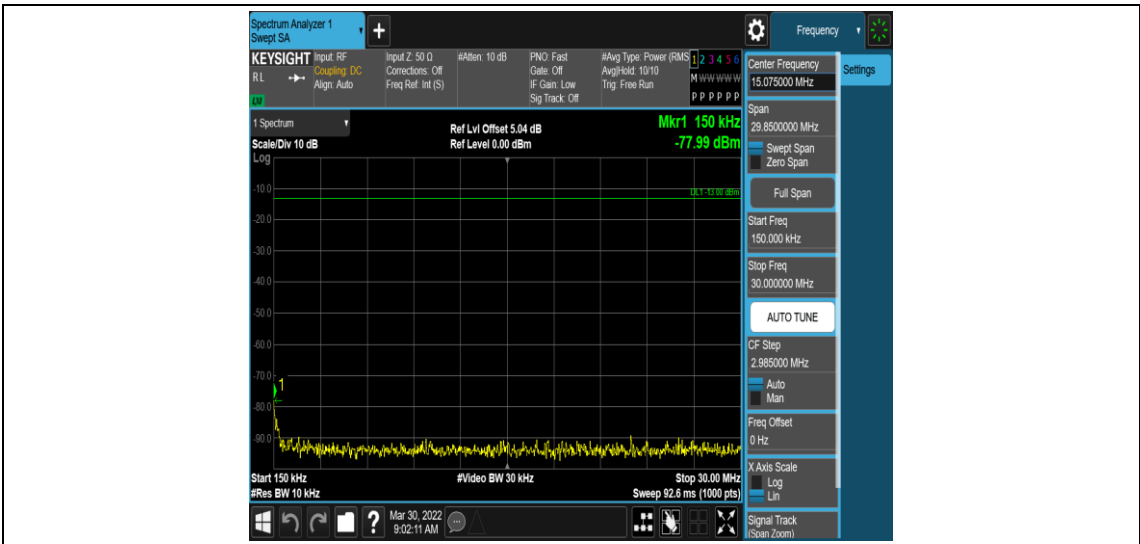 Spectrum Analyzer 1
Swept SA
+
Frequency
KEYSIGHT
RL
LXI
Input: RF
Coupling: DC
Align: Auto
Input Z: 50 Ω
Corrections: Off
Freq Ref: Int (S)
#Atten: 10 dB
PNO: Fast
Gate: Off
IF Gain: Low
Sig Track: Off
#Avg Type: Power (RMS
Avg|Hold: 10/10
Trig: Free Run
1 2 3 4 5 6
M W W W W W
P P P P P P
1 Spectrum
Scale/Div 10 dB
Log
Ref Lvl Offset 5.04 dB
Ref Level 0.00 dBm
Mkr1 150 kHz
-77.99 dBm
DL1 -13.00 dBm
-10.0
-20.0
-30.0
-40.0
-50.0
-60.0
-70.0
1
-80.0
-90.0
Start 150 kHz
#Video BW 30 kHz
Stop 30.00 MHz
#Res BW 10 kHz
Sweep 92.6 ms (1000 pts)
?
Mar 30, 2022
9:02:11 AM
Center Frequency
15.075000 MHz
Settings
Span
29.8500000 MHz
Swept Span
Zero Span
Full Span
Start Freq
150.000 kHz
Stop Freq
30.000000 MHz
AUTO TUNE
CF Step
2.985000 MHz
Auto
Man
Freq Offset
0 Hz
X Axis Scale
Log
Lin
Signal Track
(Span Zoom)